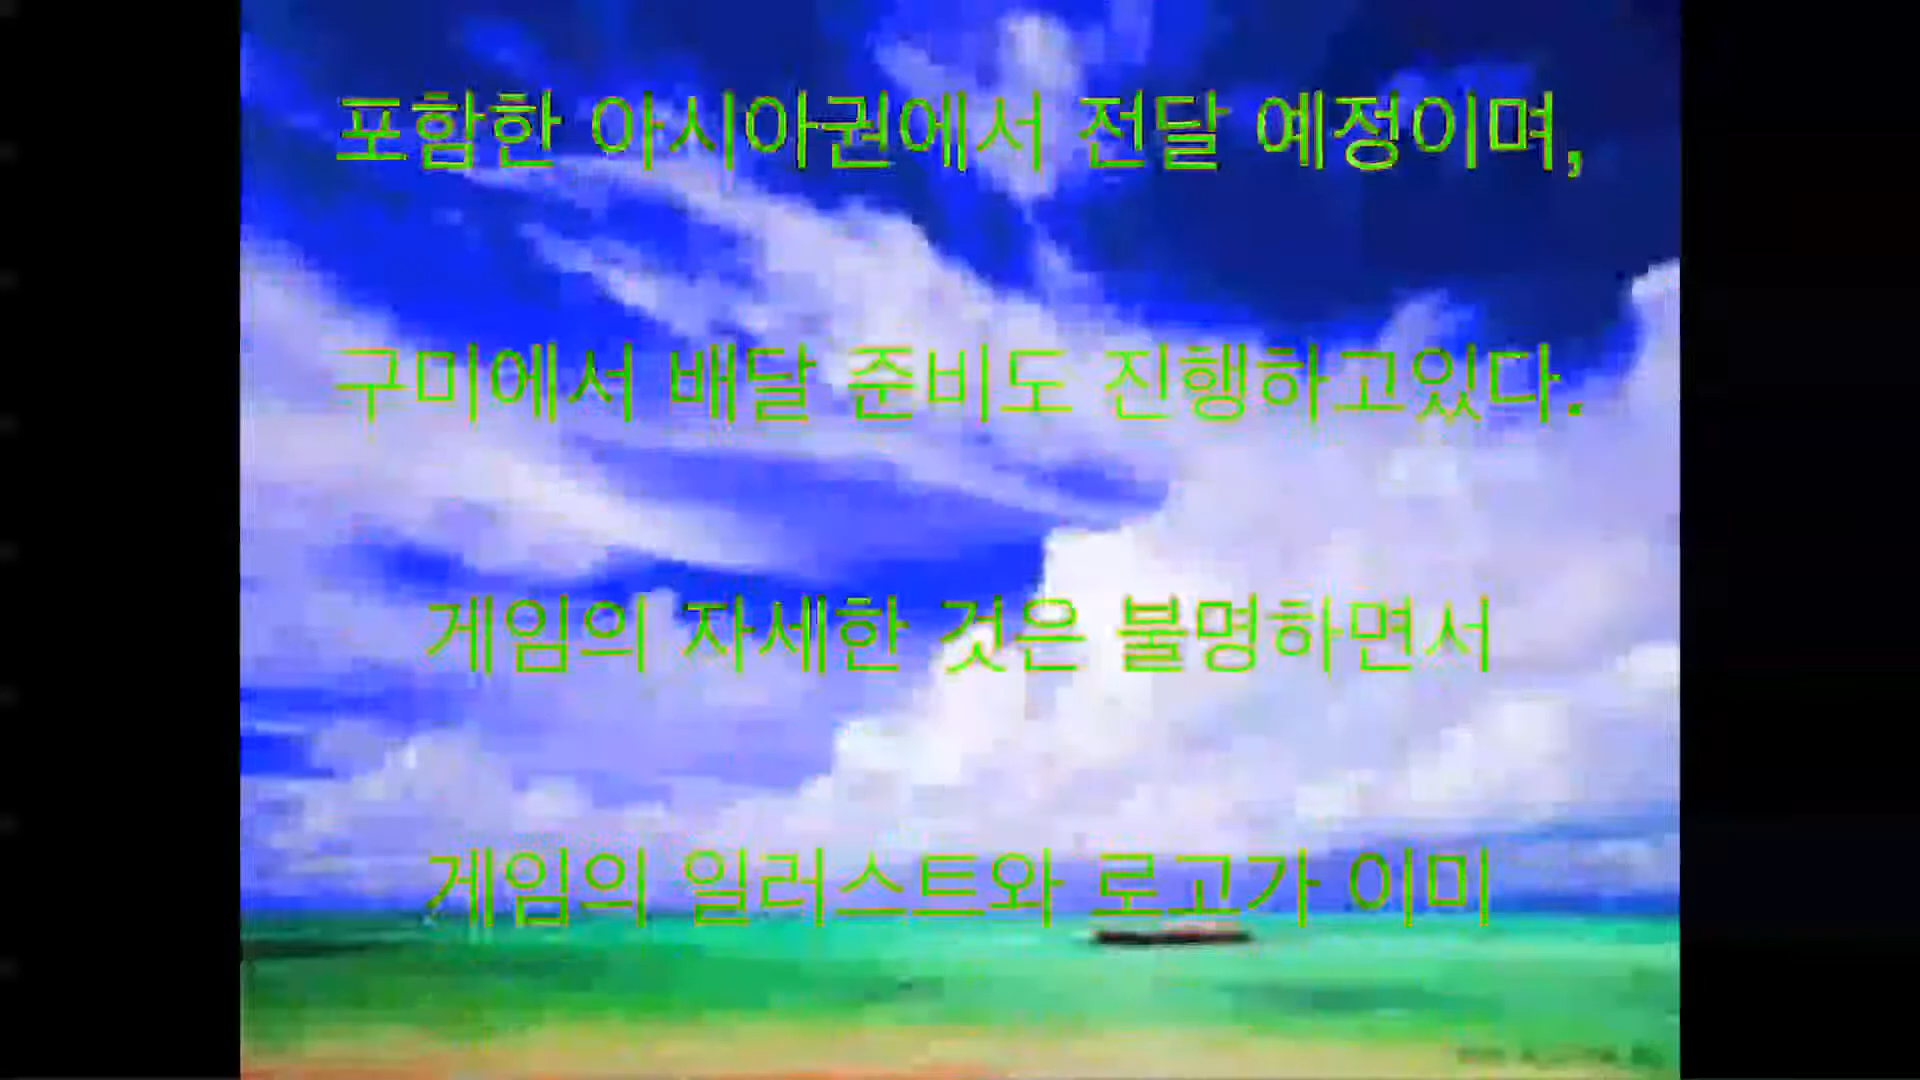 포함한 아시아권에서 전달 예정이며,
구미에서 배달 준비도 진행하고있다.
게임의 자세한 것은 불명하면서
게임의 일러스트와 로고가 이미